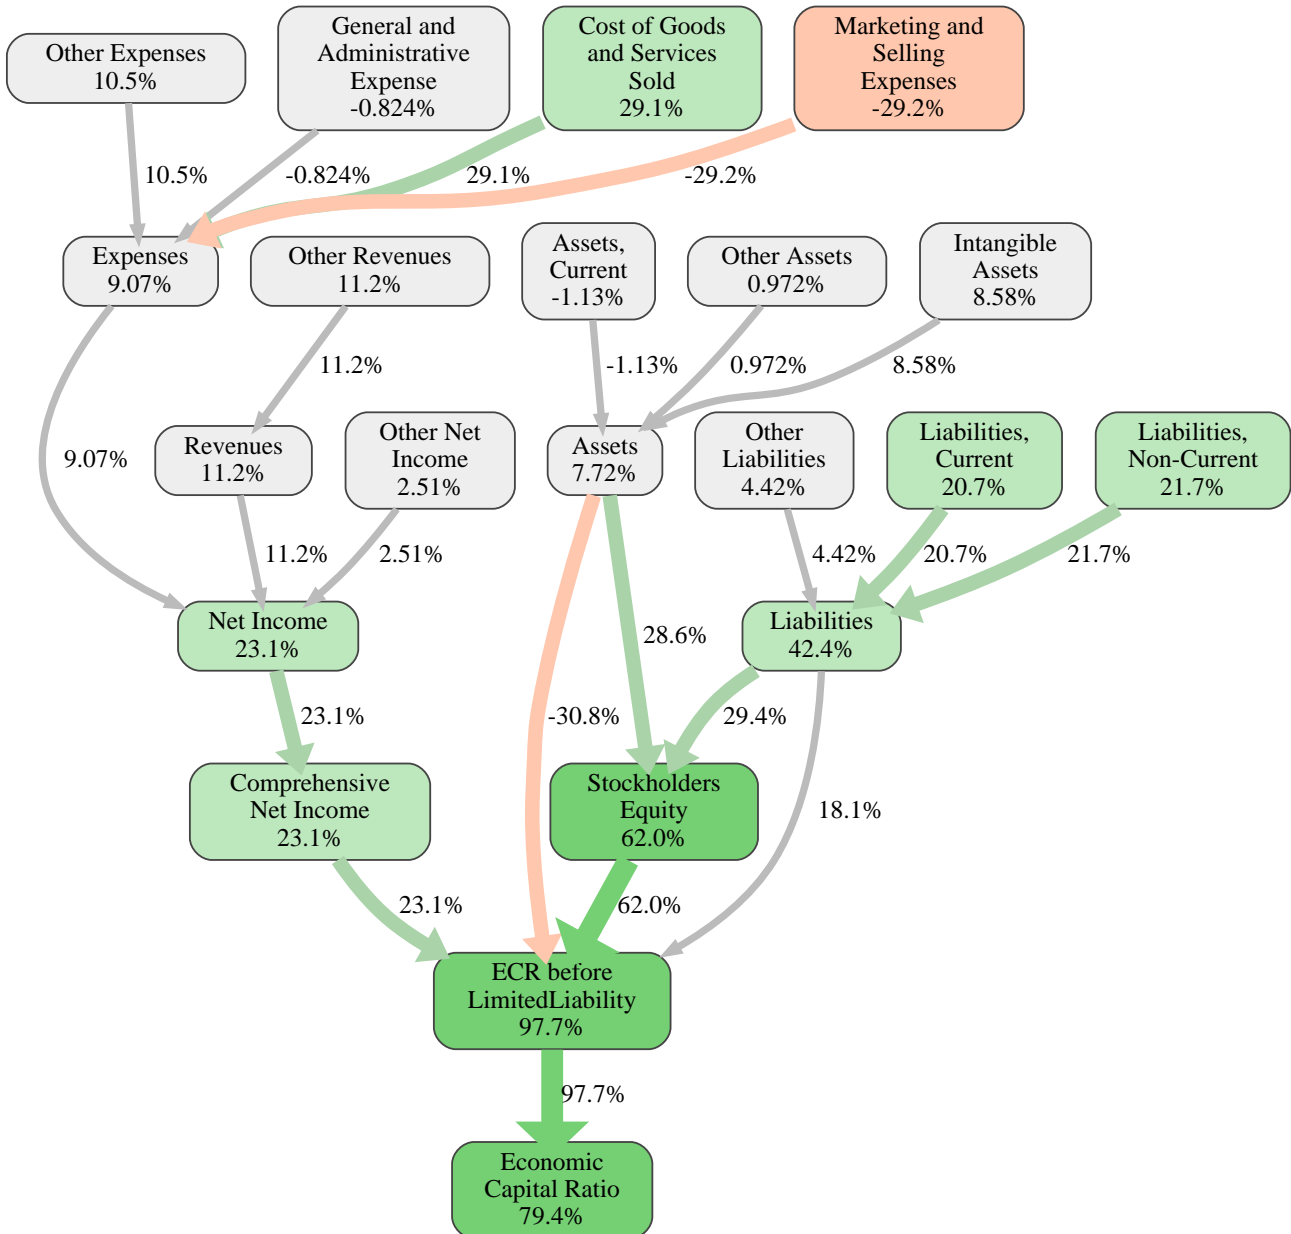 Other Expenses
10.5%
General and
Administrative
Expense
-0.824%
Cost of Goods
and Services
Sold
29.1%
Marketing and
Selling
Expenses
-29.2%
10.5%
-0.824%
29.1%
-29.2%
Expenses
9.07%
Other Revenues
11.2%
Assets,
Current
-1.13%
Other Assets
0.972%
Intangible
Assets
8.58%
11.2%
-1.13%
0.972%
8.58%
9.07%
Revenues
11.2%
Other Net
Income
2.51%
Assets
7.72%
Other
Liabilities
4.42%
Liabilities,
Current
20.7%
Liabilities,
Non-Current
21.7%
11.2%
2.51%
4.42%
20.7%
21.7%
Net Income
23.1%
28.6%
Liabilities
42.4%
23.1%
-30.8%
29.4%
Comprehensive
Net Income
23.1%
Stockholders
Equity
62.0%
18.1%
23.1%
62.0%
ECR before
LimitedLiability
97.7%
97.7%
Economic
Capital Ratio
79.4%